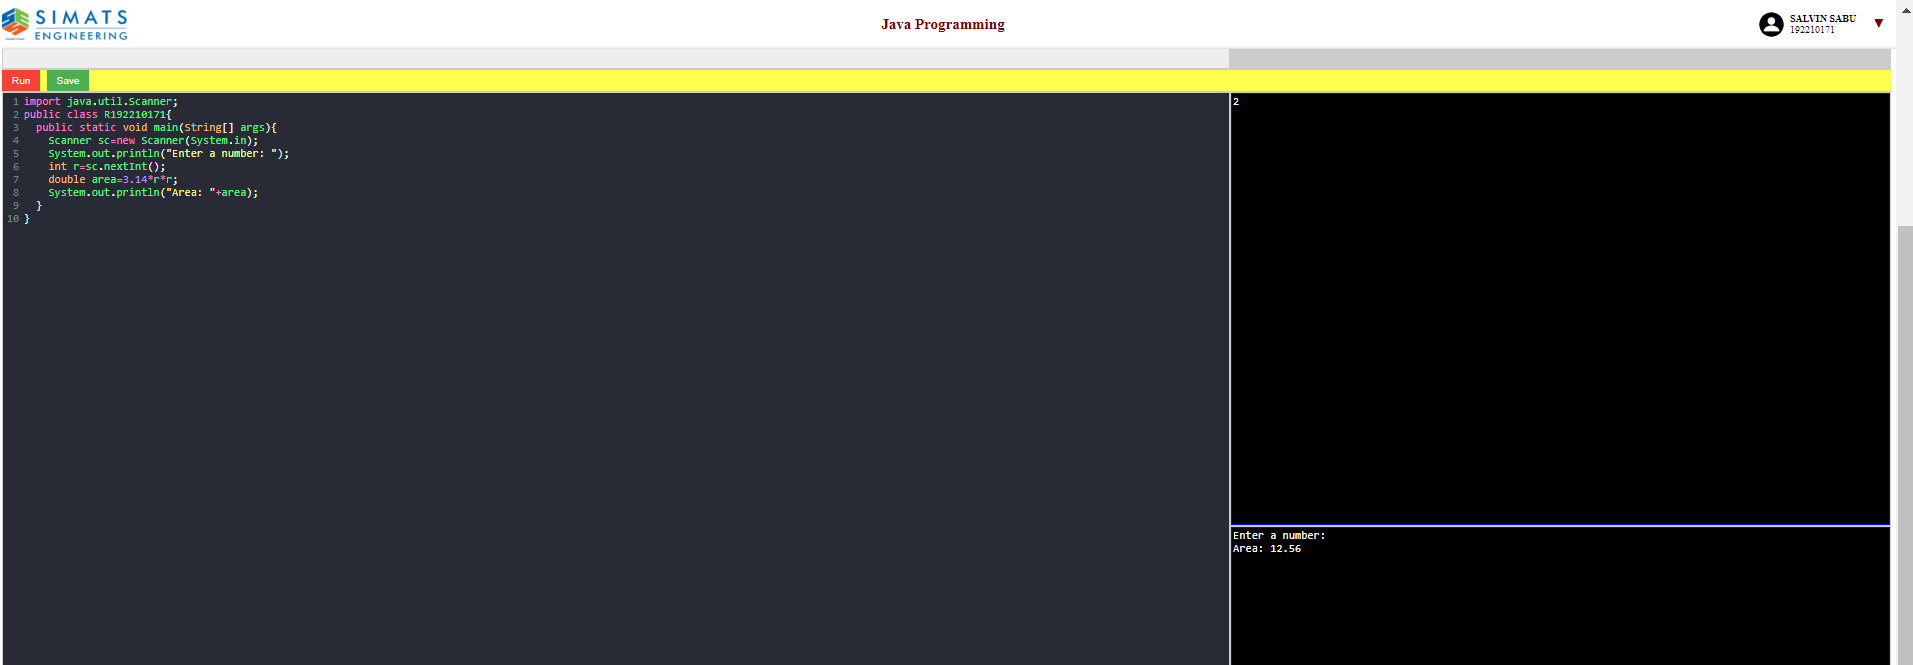 SIMATS
ENGINEERING
Java Programming
SALVIN SABU
192210171
Run Save
1 import java.util.Scanner;
2 public class R192210171{
3   public static void main(String[] args){
4     Scanner sc=new Scanner(System.in);
5     System.out.println("Enter a number: ");
6     int r=sc.nextInt();
7     double area=3.14*r*r;
8     System.out.println("Area: "+area);
9   }
10 }
2
Enter a number:
Area: 12.56